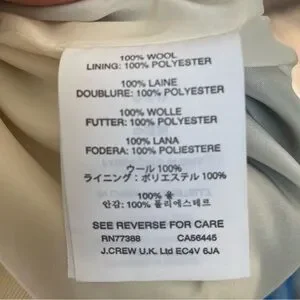 100% WOOL
LINING: 100% POLYESTER
100% LAINE
DOUBLURE: 100% POLYESTER
100% WOLLE
FUTTER: 100% POLYESTER
100% LANA
FODERA: 100% POLIESTERE
ウール 100%
ライニング : ポリエステル 100%
100% 울
안감: 100% 폴리에스테르
SEE REVERSE FOR CARE
RN77388 CA56445
J.CREW U.K. Ltd EC4V 6JA